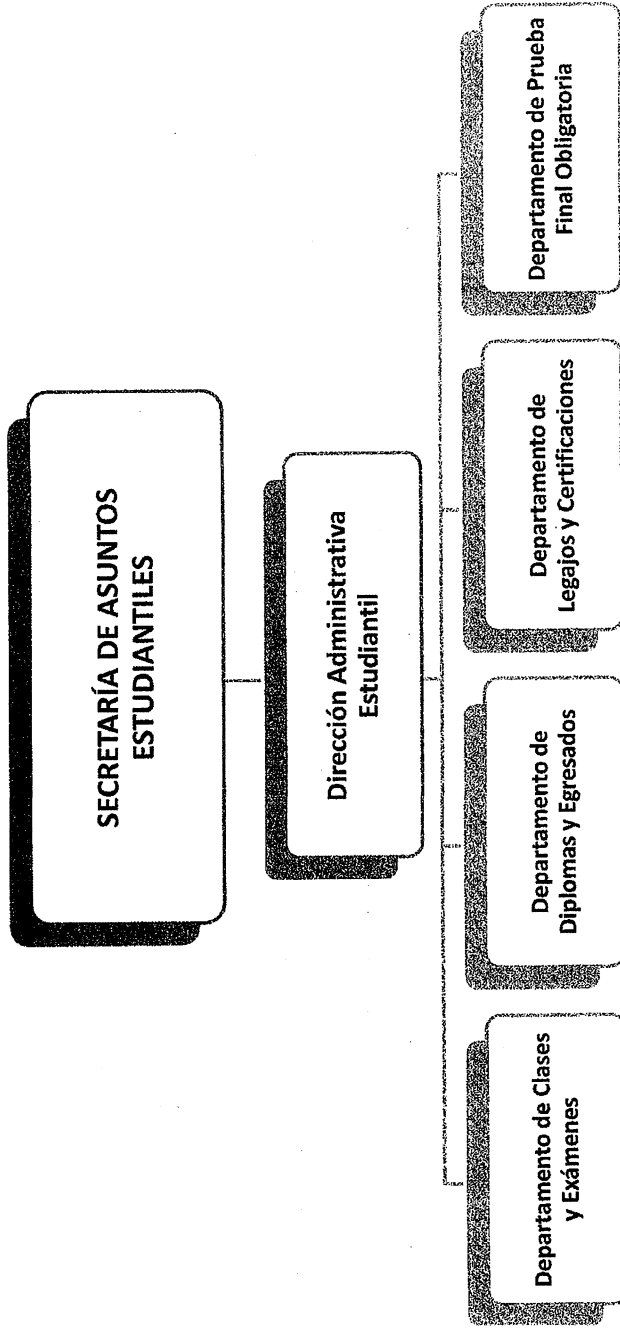 SECRETARÍA DE ASUNTOS
ESTUDIANTILES
Dirección Administrativa
Estudiantil
Departamento de Clases
y Exámenes
Departamento de
Diplomas y Egresados
Departamento de
Legajos y Certificaciones
Departamento de Prueba
Final Obligatoria